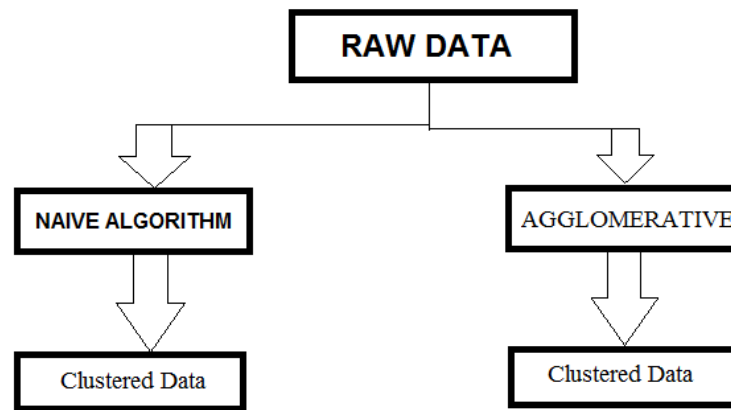 RAW DATA
NAIVE ALGORITHM
AGGLOMERATIVE
Clustered Data
Clustered Data